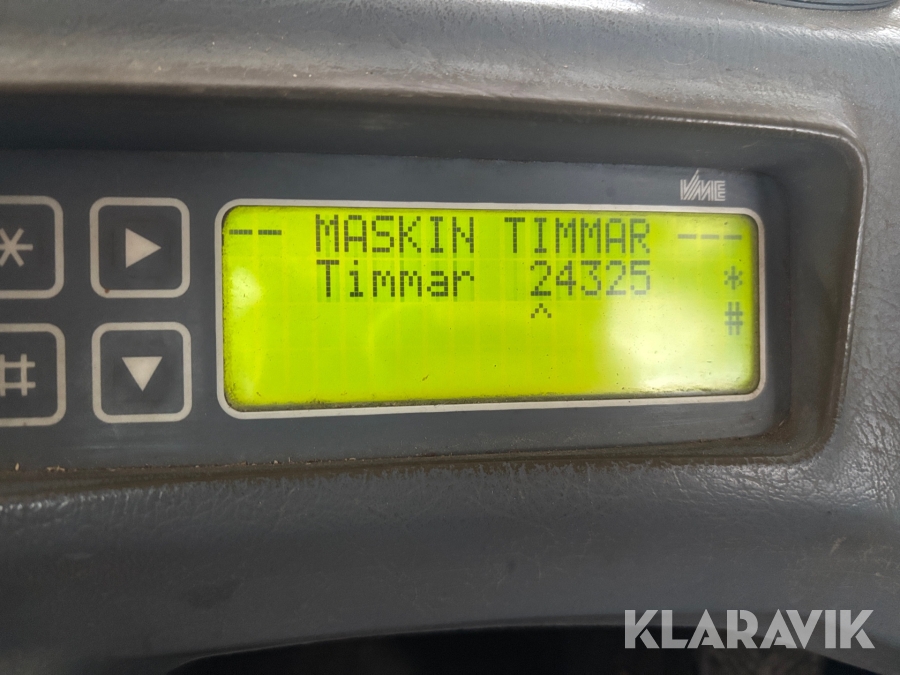 VME
-- MASKIN TIMMAR ---
Timmar 24325 *
^ #
*
#
KLARAVIK